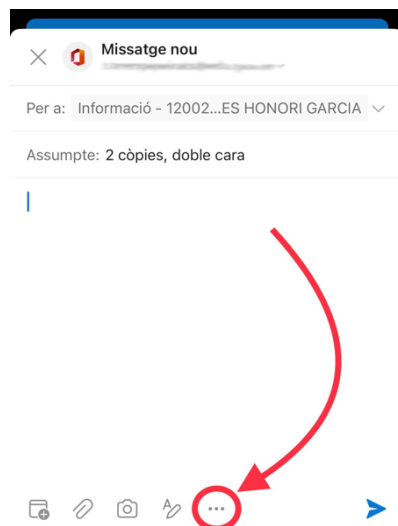 Missatge nou
Per a: Informació - 12002...ES HONORI GARCIA
Assumpte: 2 còpies, doble cara